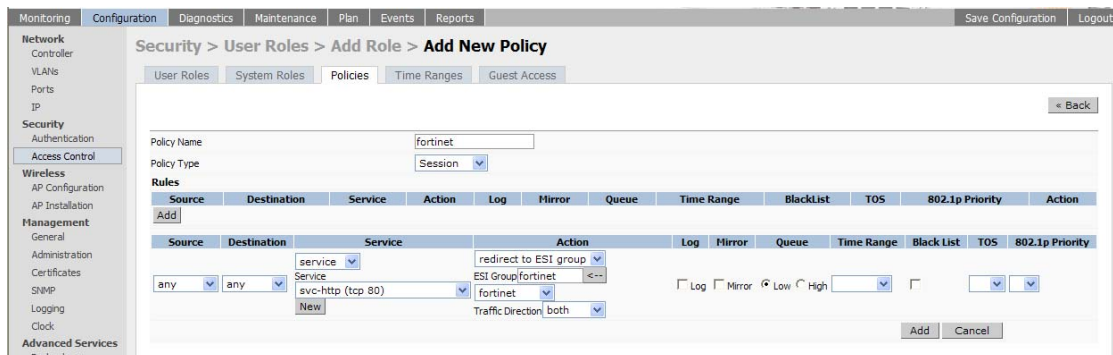 Monitoring Configuration Diagnostics Maintenance Plan Events Reports Save Configuration Logout
Network
Controller
VLANs
Ports
IP
Security
Authentication
Access Control
Wireless
AP Configuration
AP Installation
Management
General
Administration
Certificates
SNMP
Logging
Clock
Advanced Services
Security > User Roles > Add Role > Add New Policy
User Roles System Roles Policies Time Ranges Guest Access
« Back
Policy Name fortinet
Policy Type Session
Rules
Source Destination Service Action Log Mirror Queue Time Range BlackList TOS 802.1p Priority Action
Add
Source Destination Service Action Log Mirror Queue Time Range Black List TOS 802.1p Priority
any any service redirect to ESI group
Service ESI Group fortinet <--
svc-http (tcp 80) fortinet Log Mirror Low High
New Traffic Direction both
Add Cancel